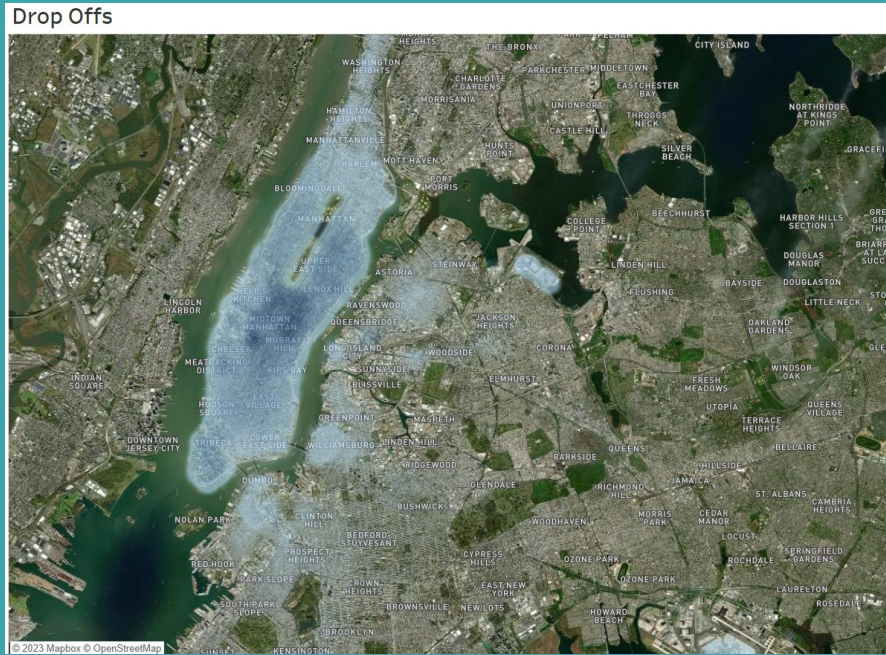 Drop Offs
HEIGHTS
PELHAM
THE BRONX
CITY ISLAND
WASHINGTON
HEIGHTS
PARKCHESTER
MIDDLETOWN
CHARLOTTE
GARDENS
EASTCHESTER
BAY
MORRISANIA
UNIONPORT
NORTHRIDGE
AT KINGS
POINT
HAMILTON
HEIGHTS
THROGGS
NECK
CASTLE HILL
MANHATTANVILLE
HUNTS
POINT
SILVER
BEACH
HARLEM
MOTT HAVEN
PORT
MORRIS
BLOOMINGDALE
BEECHHURST
MANHATTAN
COLLEGE
POINT
HARBOR HILLS
SECTION 1
DOUGLAS
MANOR
UPPER
EAST SIDE
ASTORIA
STEINWAY
LINDEN HILL
BAYSIDE
DOUGLASTON
HELL'S
KITCHEN
LENOX HILL
FLUSHING
LITTLE NECK
LINCOLN
HARBOR
RAVENSWOOD
QUEENSBRIDGE
JACKSON
HEIGHTS
MIDTOWN
MANHATTAN
OAKLAND
GARDENS
CHELSEA
MURRAY
HILL
LONG ISLAND
CITY
WOODSIDE
CORONA
MEATPACKING
DISTRICT
KIPS BAY
SUNNYSIDE
BLISSVILLE
ELMHURST
WINDSOR
OAK
INDIAN
SQUARE
FRESH
MEADOWS
HUDSON
SQUARE
EAST
VILLAGE
UTOPIA
QUEENS
VILLAGE
GREENPOINT
MASPETH
TERRACE
HEIGHTS
DOWNTOWN
JERSEY CITY
TRIBECA
LOWER
EAST SIDE
WILLIAMSBURG
LINDEN HILL
QUEENS
BELLAIRE
RIDGEWOOD
PARKSIDE
HILLSIDE
DUMBO
GLENDALE
RICHMOND
HILL
JAMAICA
ST. ALBANS
CAMBRIA
HEIGHTS
NOLAN PARK
CLINTON
HILL
BUSHWICK
WOODHAVEN
MORRIS
PARK
CEDAR
MANOR
BEDFORD-
STUYVESANT
LOCUST
PROSPECT
HEIGHTS
CYPRESS
HILLS
OZONE PARK
ROCHDALE
SPRINGFIELD
GARDENS
RED HOOK
PARK SLOPE
CROWN
HEIGHTS
EAST NEW
YORK
OZONE PARK
LAURELTON
SOUTH PARK
SLOPE
BROWNSVILLE
NEW LOTS
HOWARD
BEACH
ROSEDALE
BROOKLYN
SUNSET
KENSINGTON
© 2023 Mapbox © OpenStreetMap